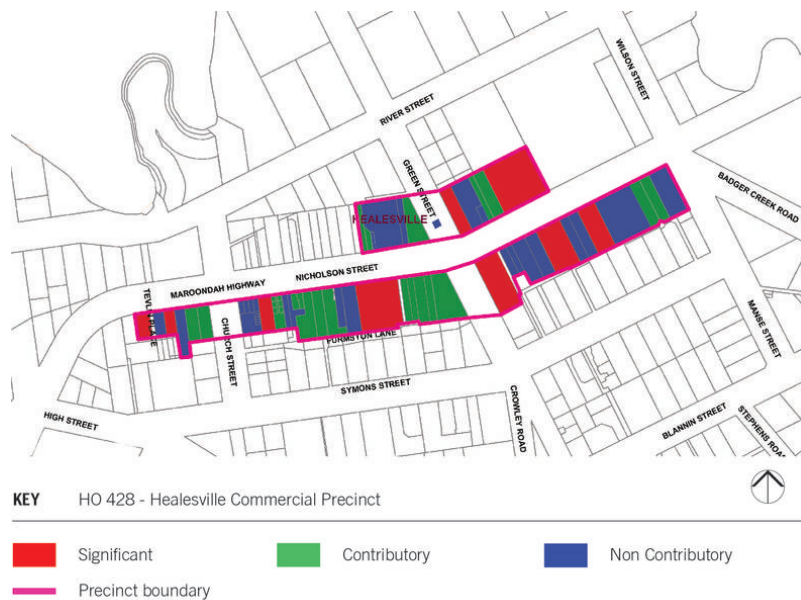 WILSON STREET
RIVER STREET
GREEN STREET
BADGER CREEK ROAD
HEALESVILLE
NICHOLSON STREET
MAROONDAH HIGHWAY
CHURCH STREET
FORMSTON LANE
MANSE STREET
SYMONS STREET
CROWLEY ROAD
HIGH STREET
BLANNIN STREET
STEPHENS ROAD
KEY HO 428 - Healesville Commercial Precinct
Significant Contributory Non Contributory
Precinct boundary